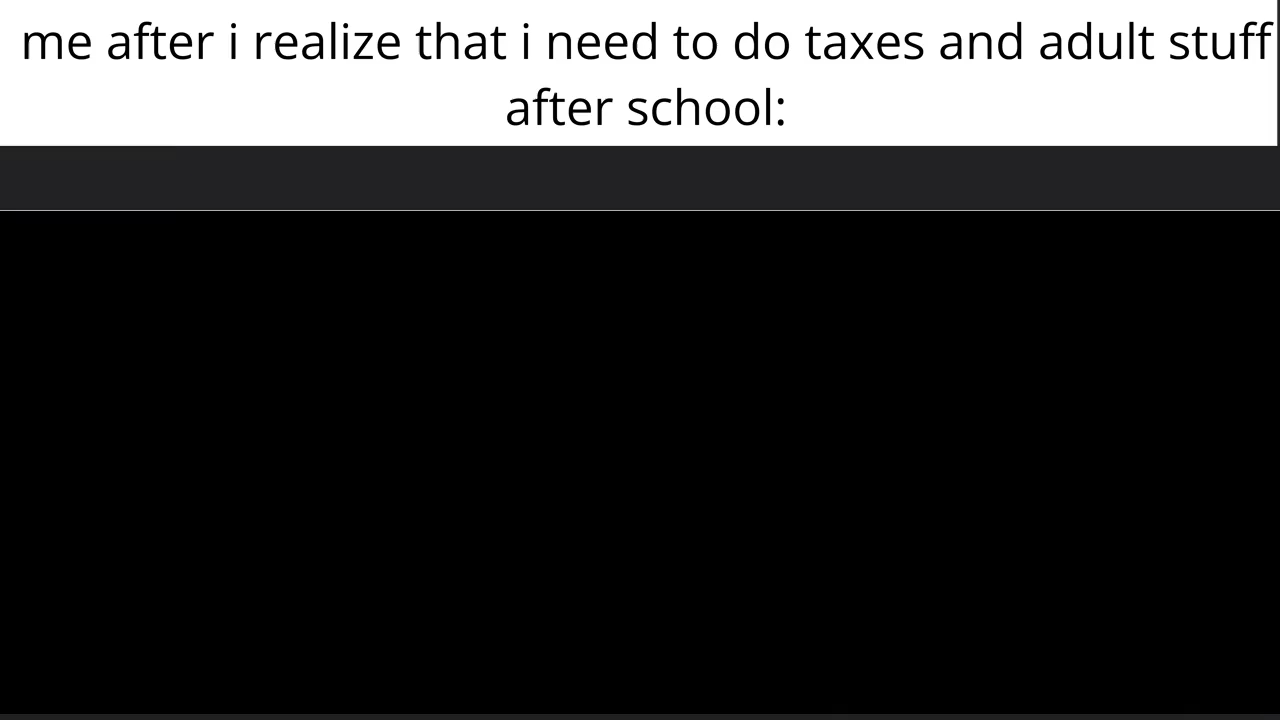 me after i realize that i need to do taxes and adult stuff
after school: